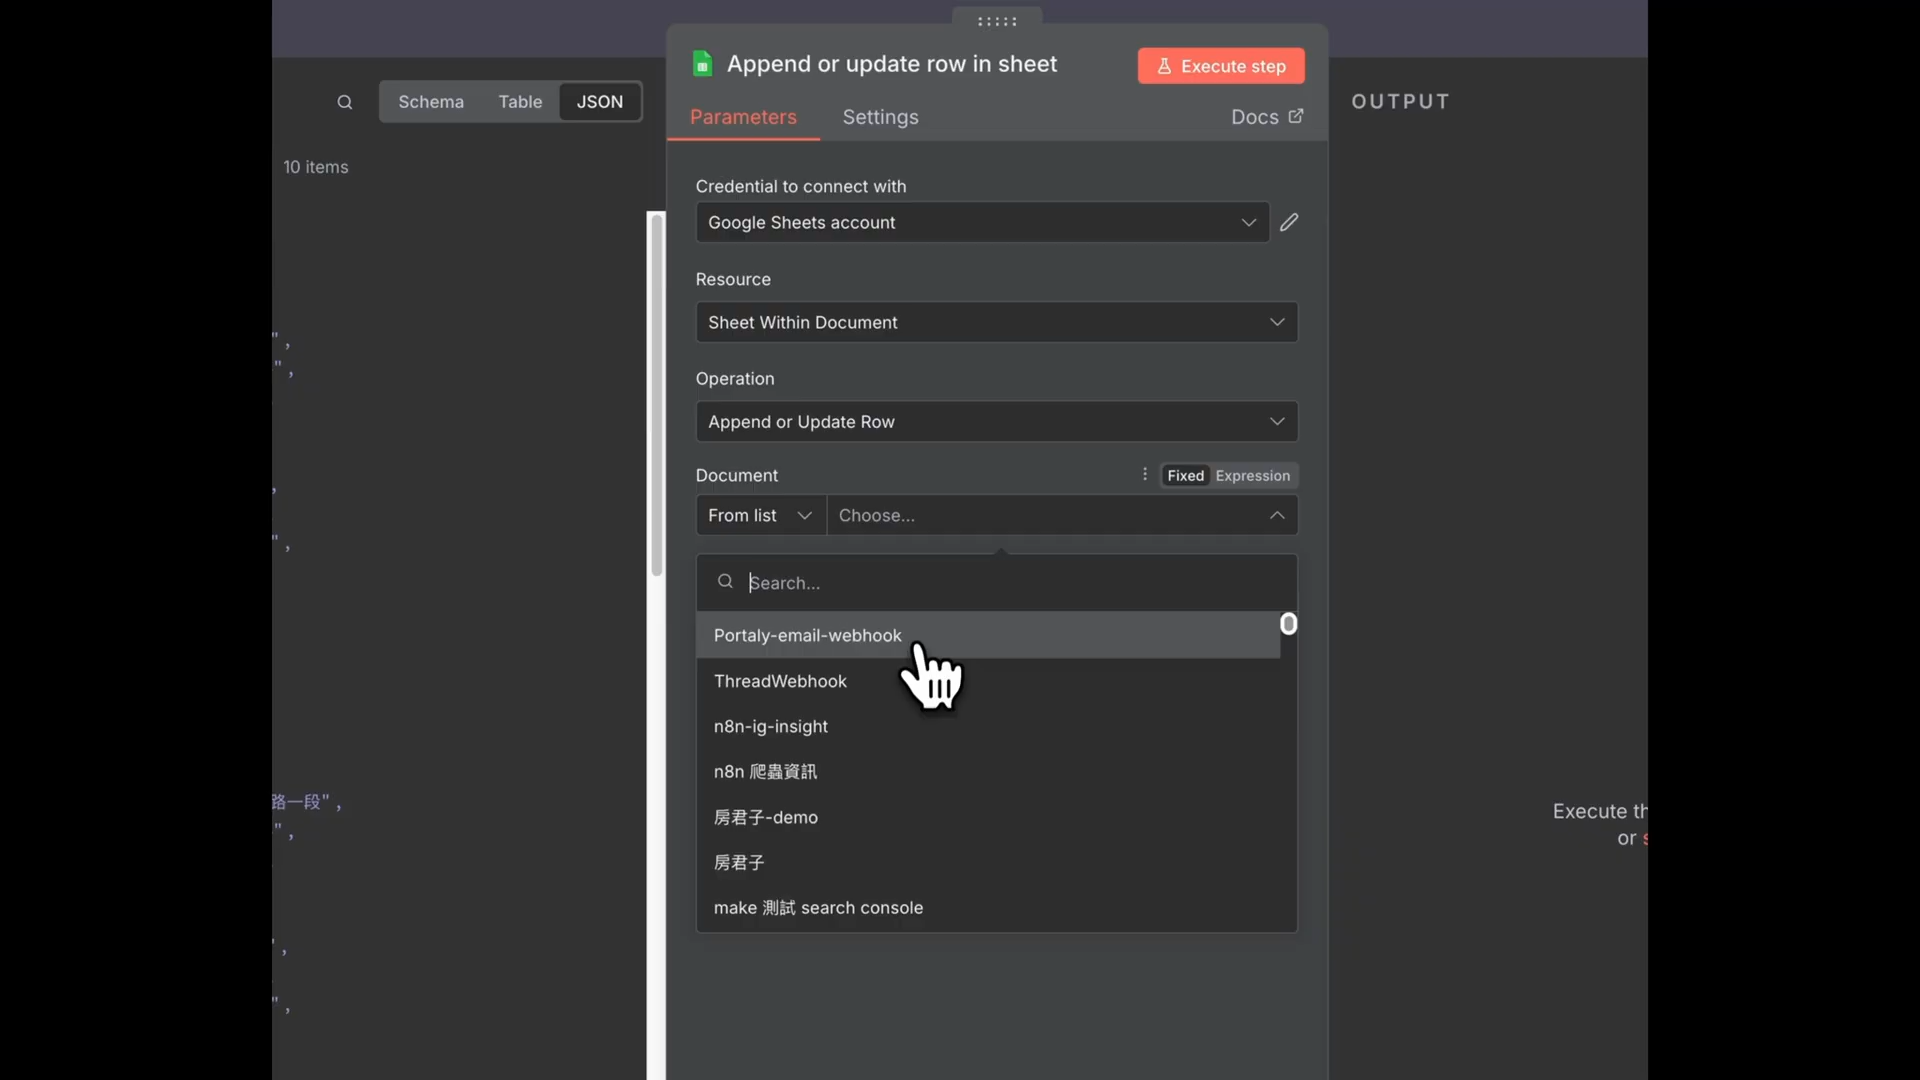 Append or update row in sheet
Execute step
Schema
Table
JSON
OUTPUT
Parameters
Settings
Docs
10 items
Credential to connect with
Google Sheets account
Resource
Sheet Within Document
Operation
Append or Update Row
Document
Fixed
Expression
From list
Choose...
Search...
Portaly-email-webhook
ThreadWebhook
n8n-ig-insight
n8n 爬蟲資訊
房君子-demo
房君子
make 測試 search console
路一段",
Execute th
or s